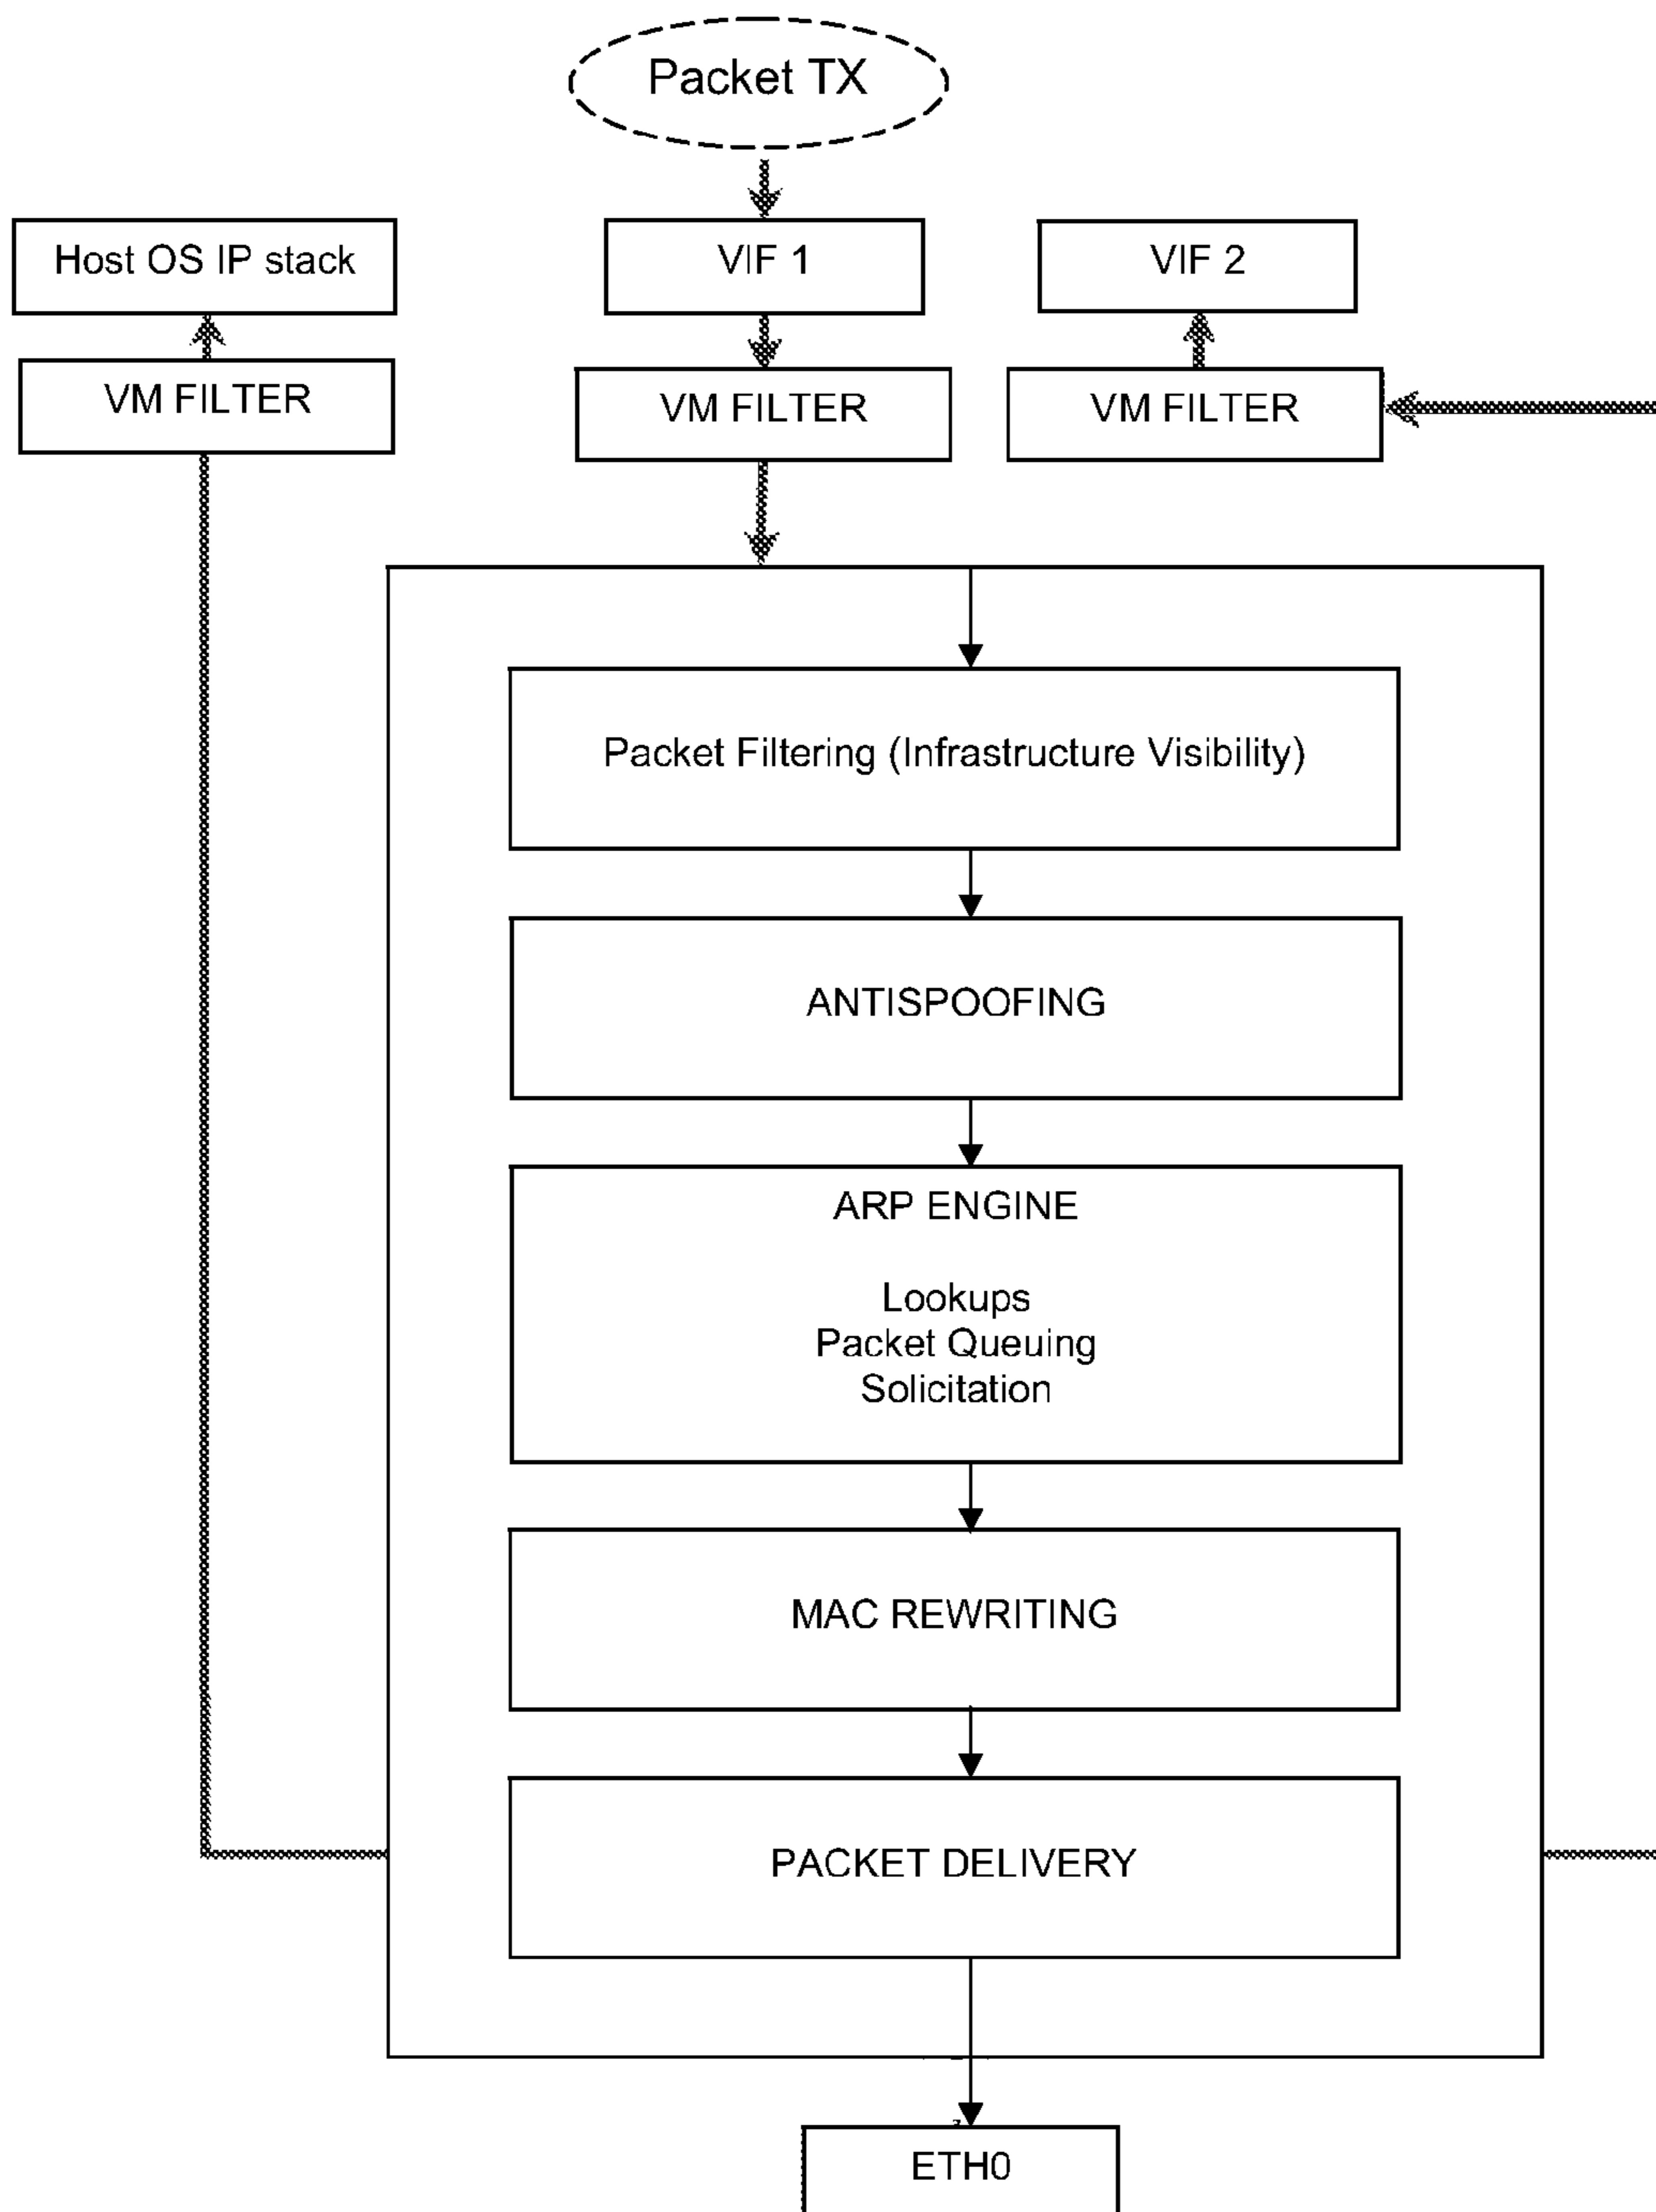 Packet TX
Host OS IP stack
VIF 1
VIF 2
VM FILTER
VM FILTER
VM FILTER
Packet Filtering (Infrastructure Visibility)
ANTISPOOFING
ARP ENGINE
Lookups
Packet Queuing
Solicitation
MAC REWRITING
PACKET DELIVERY
ETH0